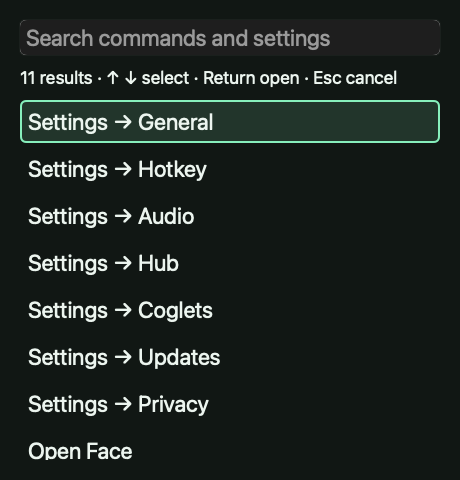 Search commands and settings
11 results · ↑ ↓ select · Return open · Esc cancel
Settings → General
Settings → Hotkey
Settings → Audio
Settings → Hub
Settings → Coglets
Settings → Updates
Settings → Privacy
Open Face